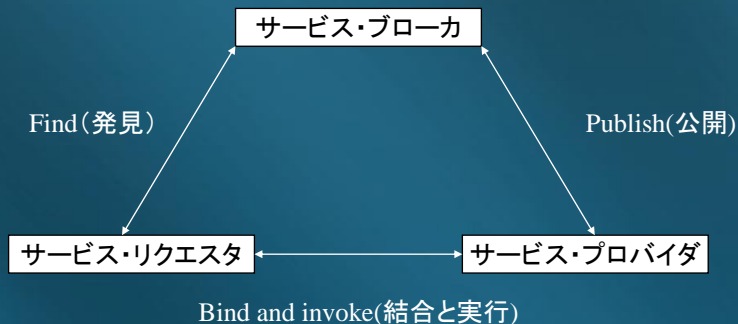 サービス・ブローカ
Find（発見）
Publish(公開)
サービス・リクエスタ
サービス・プロバイダ
Bind and invoke(結合と実行)